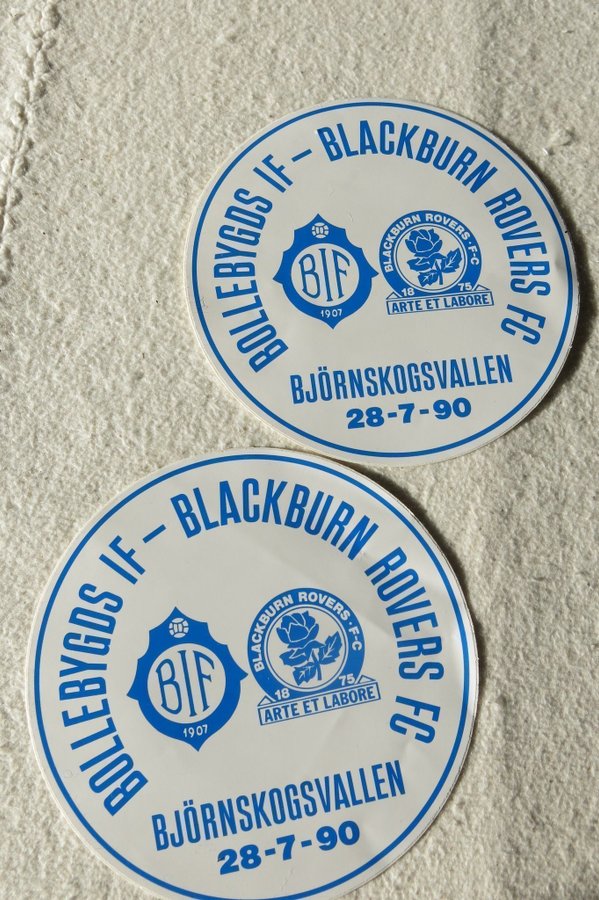 BOLLEBYGDS IF – BLACKBURN ROVERS FC
BIF
1907
BLACKBURN ROVERS·F·C
18 75
ARTE ET LABORE
BJÖRNSKOGSVALLEN
28-7-90
BOLLEBYGDS IF – BLACKBURN ROVERS FC
BIF
1907
BLACKBURN ROVERS·F·C
18 75
ARTE ET LABORE
BJÖRNSKOGSVALLEN
28-7-90